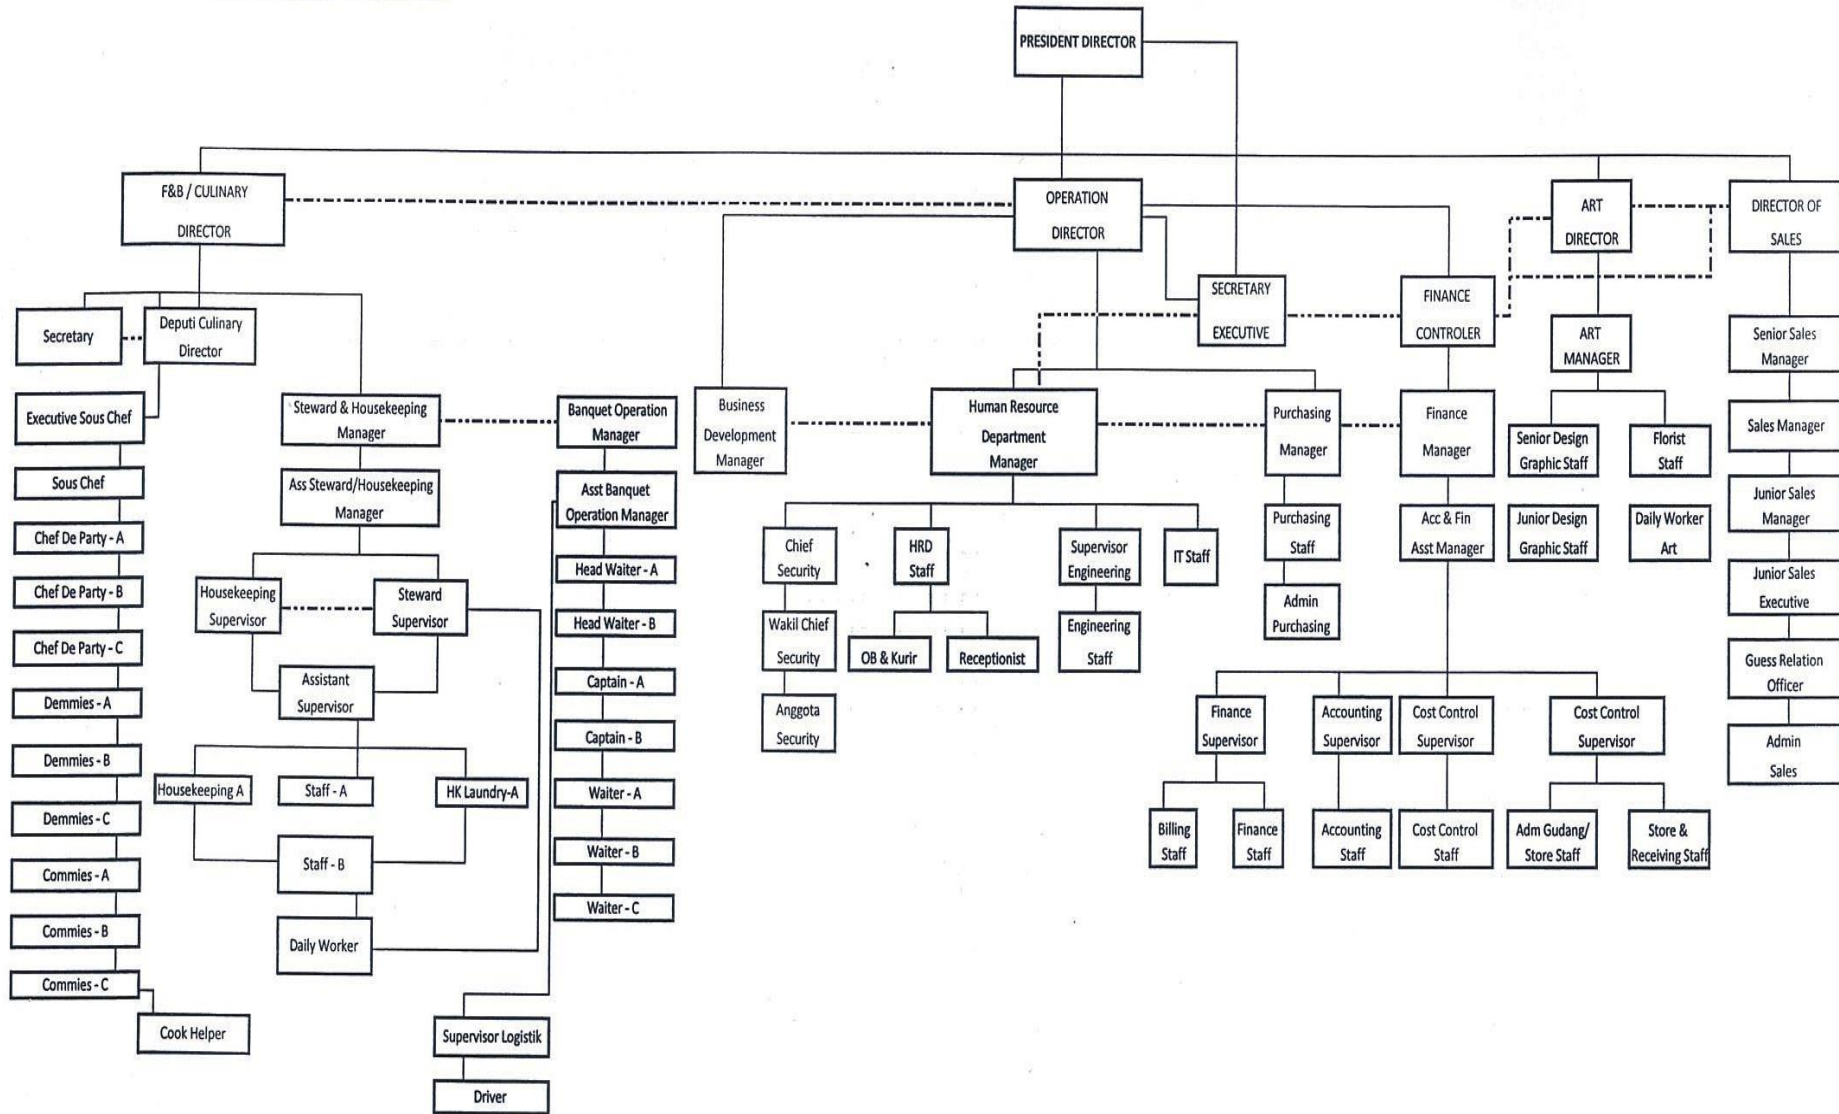 PRESIDENT DIRECTOR
F&B / CULINARY
DIRECTOR
OPERATION
DIRECTOR
ART
DIRECTOR
DIRECTOR OF
SALES
SECRETARY
EXECUTIVE
FINANCE
CONTROLER
Secretary
Deputi Culinary
Director
ART
MANAGER
Senior Sales
Manager
Executive Sous Chef
Steward & Housekeeping
Manager
Banquet Operation
Manager
Business
Development
Manager
Human Resource
Department
Manager
Purchasing
Manager
Finance
Manager
Senior Design
Graphic Staff
Florist
Staff
Sales Manager
Sous Chef
Ass Steward/Housekeeping
Manager
Asst Banquet
Operation Manager
Junior Sales
Manager
Chef De Party - A
Head Waiter - A
Chief
Security
HRD
Staff
Supervisor
Engineering
IT Staff
Purchasing
Staff
Acc & Fin
Asst Manager
Junior Design
Graphic Staff
Daily Worker
Art
Chef De Party - B
Housekeeping
Supervisor
Steward
Supervisor
Head Waiter - B
Junior Sales
Executive
Chef De Party - C
Wakil Chief
Security
OB & Kurir
Receptionist
Engineering
Staff
Admin
Purchasing
Guess Relation
Officer
Demmies - A
Assistant
Supervisor
Captain - A
Anggota
Security
Finance
Supervisor
Accounting
Supervisor
Cost Control
Supervisor
Cost Control
Supervisor
Admin
Sales
Demmies - B
Captain - B
Housekeeping A
Staff - A
HK Laundry-A
Waiter - A
Demmies - C
Billing
Staff
Finance
Staff
Accounting
Staff
Cost Control
Staff
Adm Gudang/
Store Staff
Store &
Receiving Staff
Commies - A
Staff - B
Waiter - B
Commies - B
Daily Worker
Waiter - C
Commies - C
Cook Helper
Supervisor Logistik
Driver